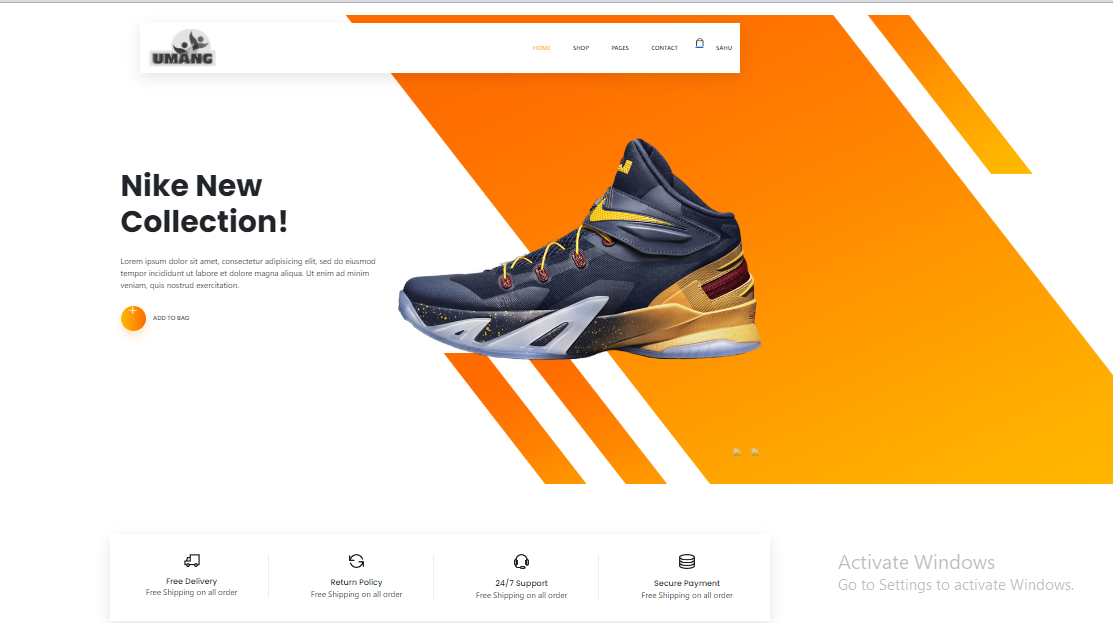 UMANG
HOME SHOP PAGES CONTACT SAHU
Nike New
Collection!
Lorem ipsum dolor sit amet, consectetur adipisicing elit, sed do eiusmod
tempor incididunt ut labore et dolore magna aliqua. Ut enim ad minim
veniam, quis nostrud exercitation.
ADD TO BAG
Free Delivery
Free Shipping on all order
Return Policy
Free Shipping on all order
24/7 Support
Free Shipping on all order
Secure Payment
Free Shipping on all order
Activate Windows
Go to Settings to activate Windows.